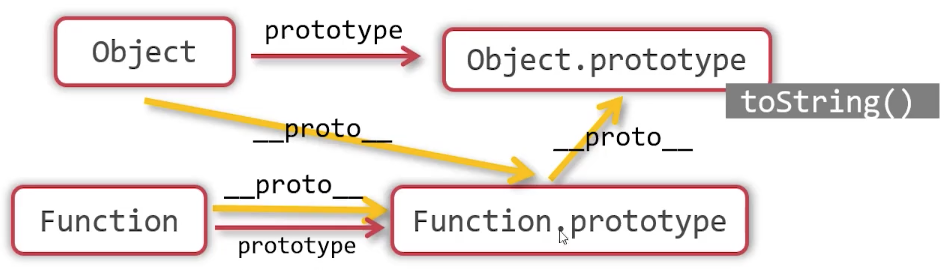 prototype
Object
Object.prototype
toString()
__proto__
__proto__
__proto__
Function
Function.prototype
prototype